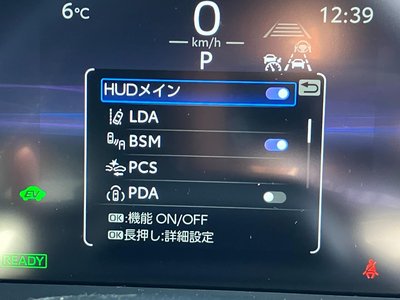 6℃
0
12:39
km/h
P
HUDメイン
LDA
BSM
PCS
PDA
OK:機能 ON/OFF
OK長押し:詳細設定
EV
READY